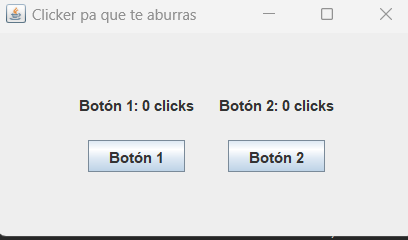 Clicker pa que te aburras
Botón 1: 0 clicks Botón 2: 0 clicks
Botón 1 Botón 2